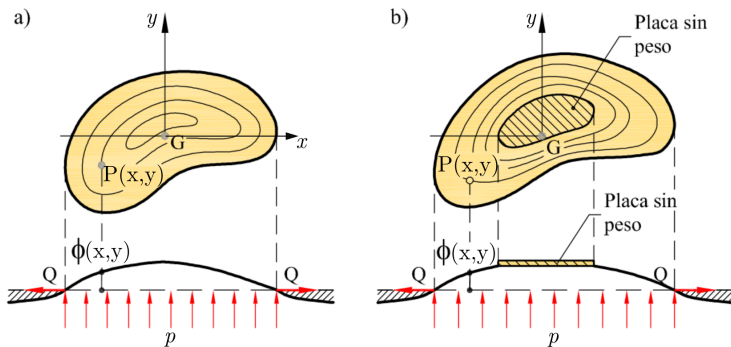 a)
y
x
G
P(x,y)
ϕ(x,y)
Q
Q
p
b)
y
Placa sin
peso
G
P(x,y)
Placa sin
peso
ϕ(x,y)
Q
Q
p